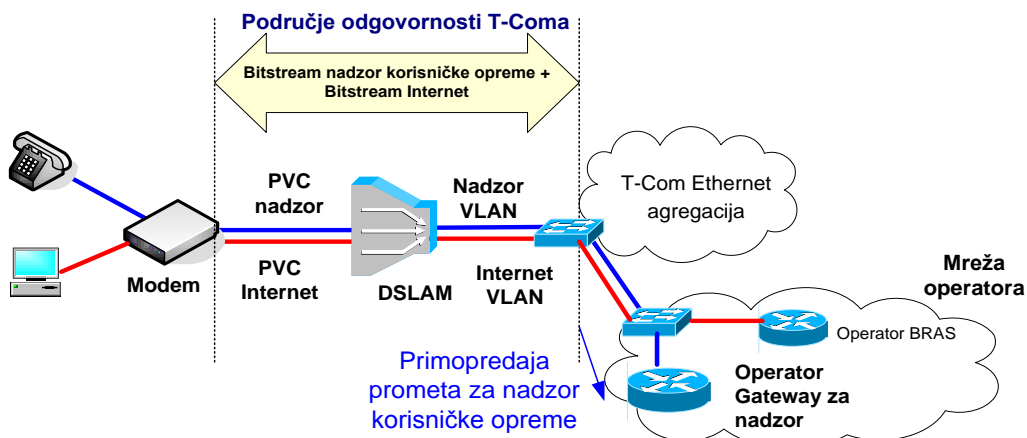 Područje odgovornosti T-Coma
Bitstream nadzor korisničke opreme +
Bitstream Internet
PVC
nadzor
Nadzor
VLAN
T-Com Ethernet
agregacija
Modem
PVC
Internet
DSLAM
Internet
VLAN
Mreža
operatora
Operator BRAS
Primopredaja
prometa za nadzor
korisničke opreme
Operator
Gateway za
nadzor